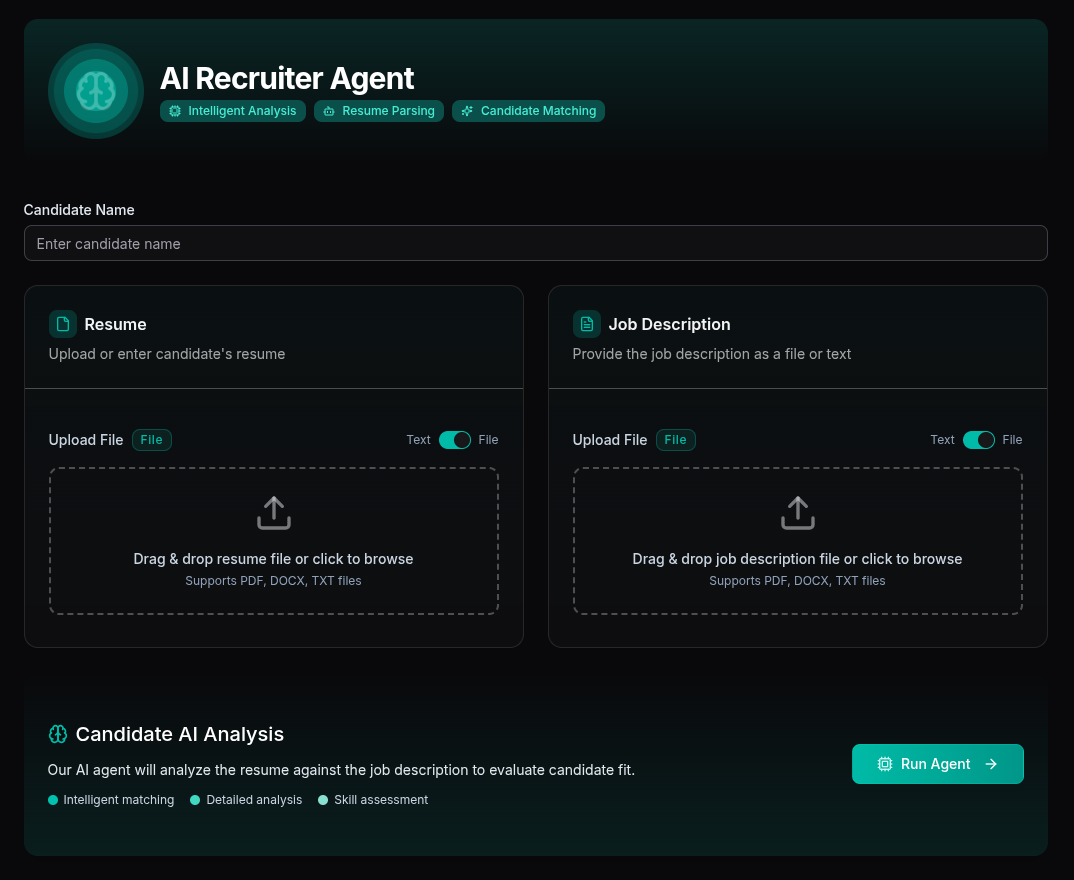 AI Recruiter Agent
Intelligent Analysis Resume Parsing Candidate Matching
Candidate Name
Enter candidate name
Resume
Upload or enter candidate's resume
Upload File File Text File
Drag & drop resume file or click to browse
Supports PDF, DOCX, TXT files
Job Description
Provide the job description as a file or text
Upload File File Text File
Drag & drop job description file or click to browse
Supports PDF, DOCX, TXT files
Candidate AI Analysis
Our AI agent will analyze the resume against the job description to evaluate candidate fit.
Intelligent matching Detailed analysis Skill assessment
Run Agent